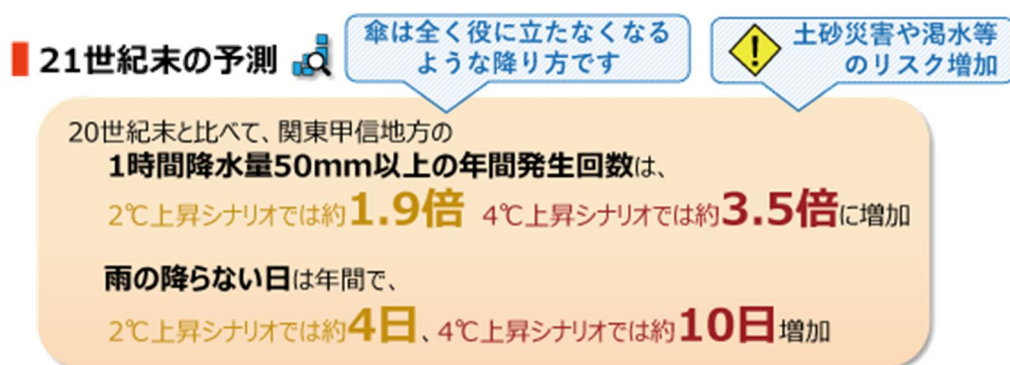 21世紀末の予測
傘は全く役に立たなくなる
ような降り方です
土砂災害や渇水等
のリスク増加
20世紀末と比べて、関東甲信地方の
1時間降水量50mm以上の年間発生回数は、
2℃上昇シナリオでは約1.9倍 4℃上昇シナリオでは約3.5倍に増加
雨の降らない日は年間で、
2℃上昇シナリオでは約4日、4℃上昇シナリオでは約10日増加